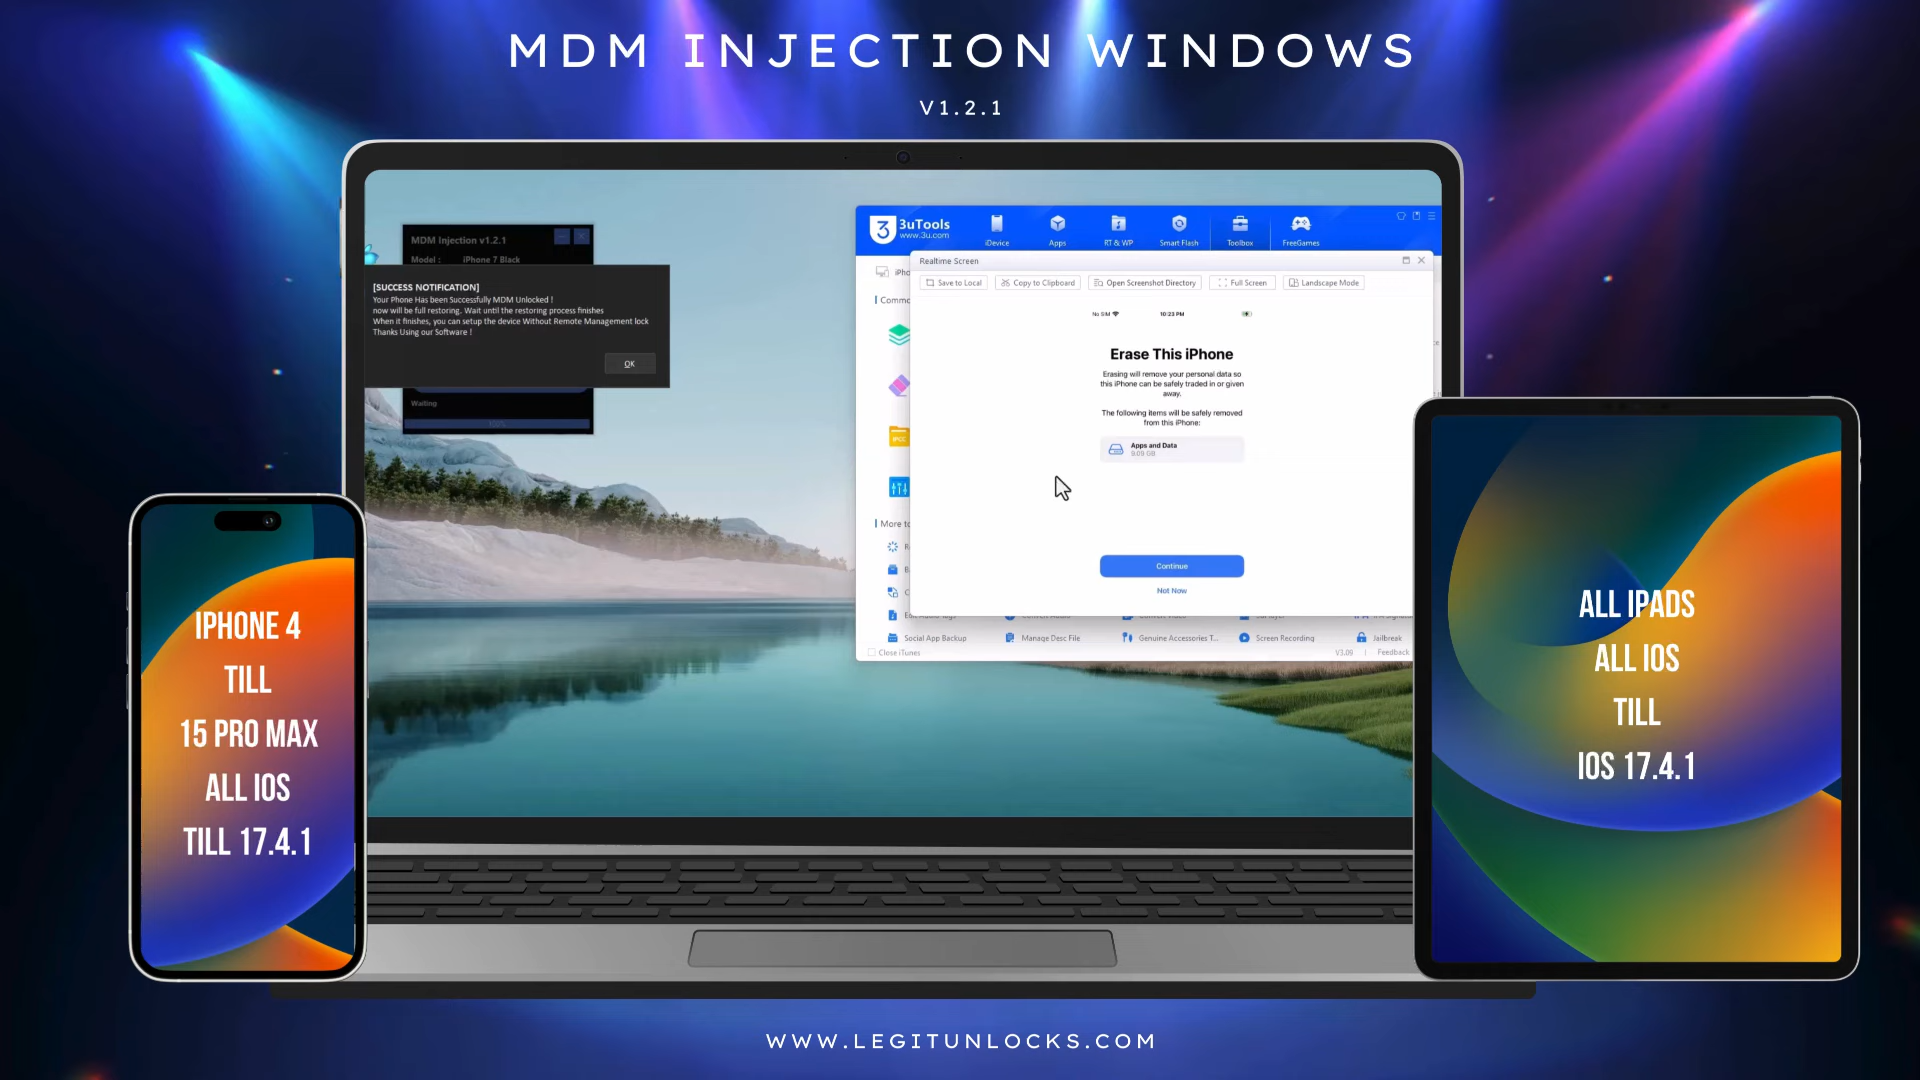 MDM INJECTION WINDOWS
V1.2.1
MDM Injection v1.2.1
Model : iPhone 7 Black
[SUCCESS NOTIFICATION]
Your Phone Has been Successfully MDM Unlocked !
now will be full restoring. Wait until the restoring process finishes
When it finishes, you can setup the device Without Remote Management lock
Thanks Using our Software !
OK
Waiting
3uTools
www.3u.com
iDevice
Apps
RT & WP
Smart Flash
Toolbox
FreeGames
Realtime Screen
Save to Local
Copy to Clipboard
Open Screenshot Directory
Full Screen
Landscape Mode
No SIM 10:23 PM
Erase This iPhone
Erasing will remove your personal data so
this iPhone can be safely traded in or given
away.
The following items will be safely removed
from this iPhone:
Apps and Data
9.09 GB
Continue
Not Now
Social App Backup
Manage Desc File
Genuine Accessories T...
Screen Recording
Jailbreak
Close iTunes
V3.09
Feedback
IPHONE 4
TILL
15 PRO MAX
ALL IOS
TILL 17.4.1
ALL IPADS
ALL IOS
TILL
IOS 17.4.1
WWW.LEGITUNLOCKS.COM